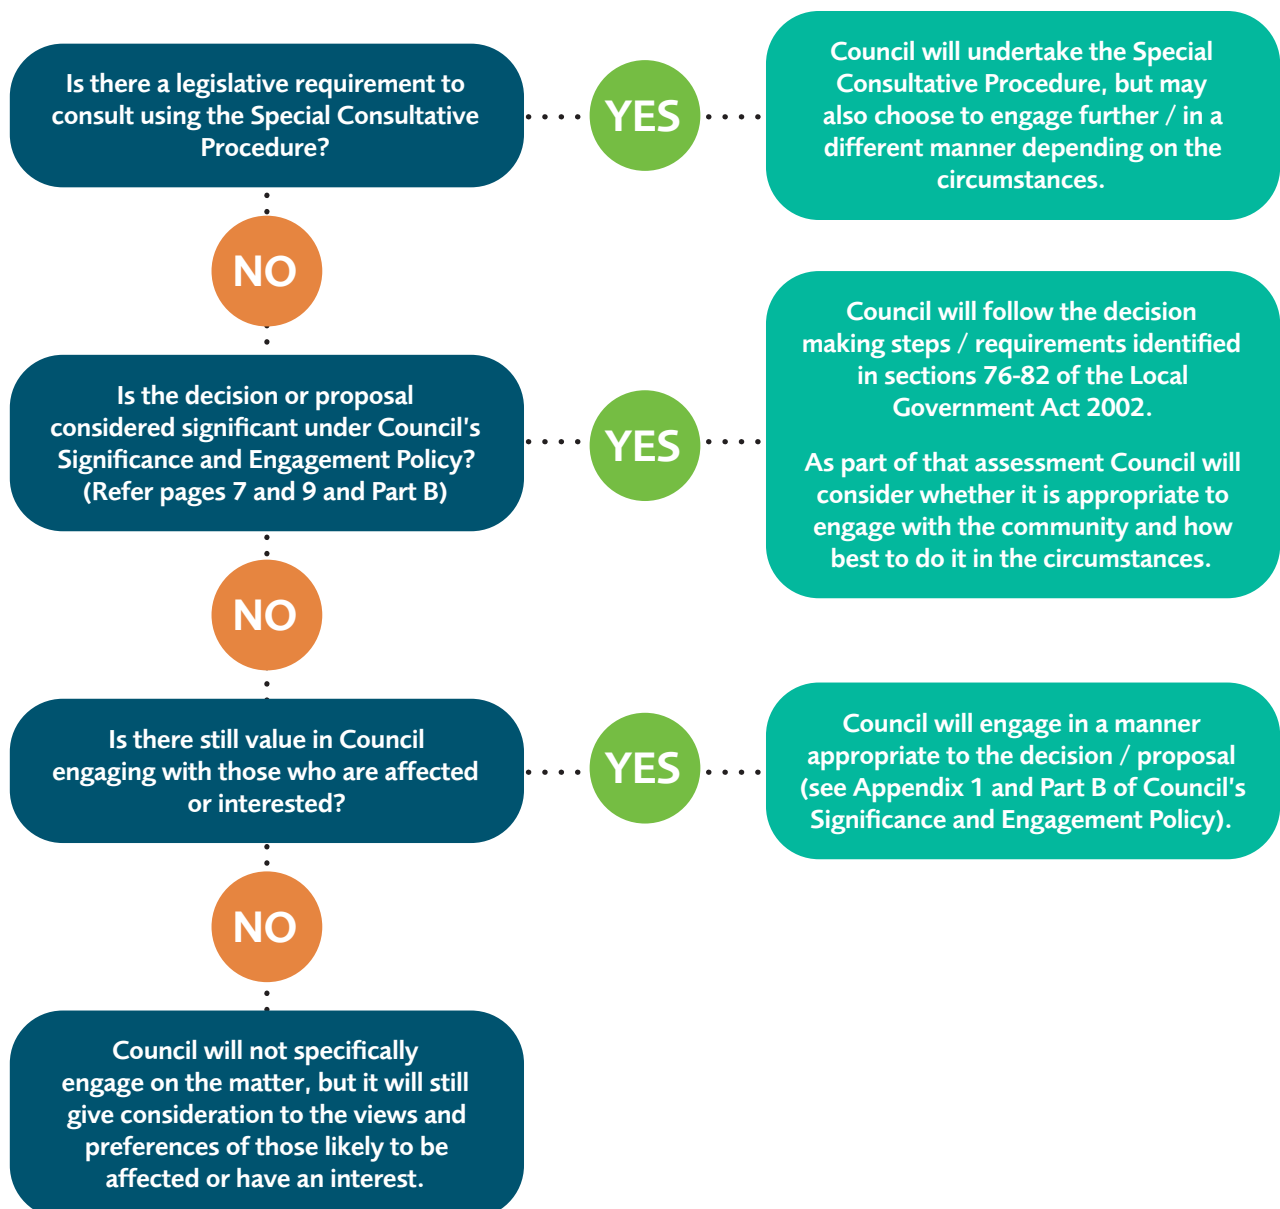 Is there a legislative requirement to
consult using the Special Consultative
Procedure?
YES
Council will undertake the Special
Consultative Procedure, but may
also choose to engage further / in a
different manner depending on the
circumstances.
NO
Is the decision or proposal
considered significant under Council's
Significance and Engagement Policy?
(Refer pages 7 and 9 and Part B)
YES
Council will follow the decision
making steps / requirements identified
in sections 76-82 of the Local
Government Act 2002.
As part of that assessment Council will
consider whether it is appropriate to
engage with the community and how
best to do it in the circumstances.
NO
Is there still value in Council
engaging with those who are affected
or interested?
YES
Council will engage in a manner
appropriate to the decision / proposal
(see Appendix 1 and Part B of Council's
Significance and Engagement Policy).
NO
Council will not specifically
engage on the matter, but it will still
give consideration to the views and
preferences of those likely to be
affected or have an interest.